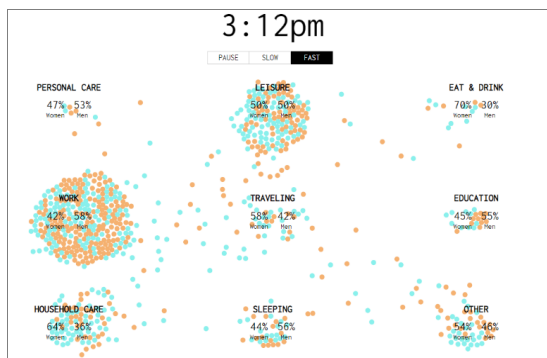 3:12pm
PAUSE SLOW FAST
PERSONAL CARE
47% 53%
Women Men
LEISURE
50% 50%
Women Men
EAT & DRINK
70% 30%
Women Men
WORK
42% 58%
Women Men
TRAVELING
58% 42%
Women Men
EDUCATION
45% 55%
Women Men
HOUSEHOLD CARE
64% 36%
Women Men
SLEEPING
44% 56%
Women Men
OTHER
54% 46%
Women Men